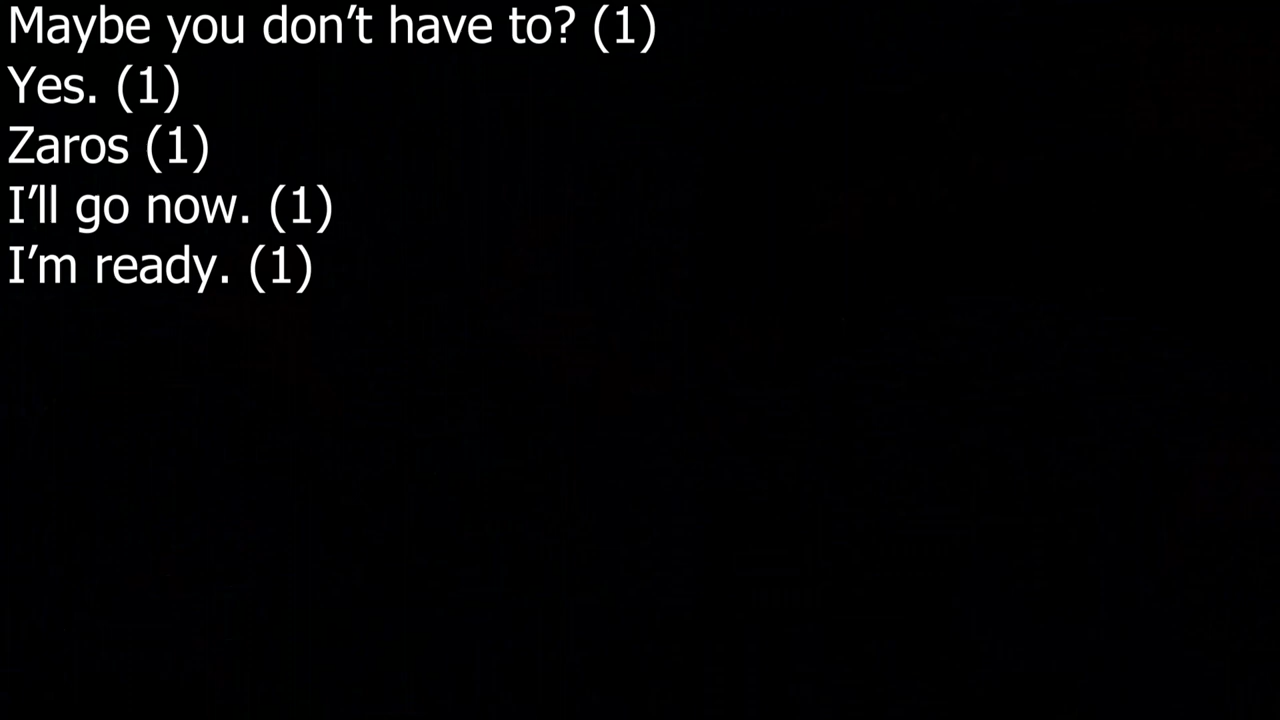 Maybe you don’t have to? (1)
Yes. (1)
Zaros (1)
I’ll go now. (1)
I’m ready. (1)